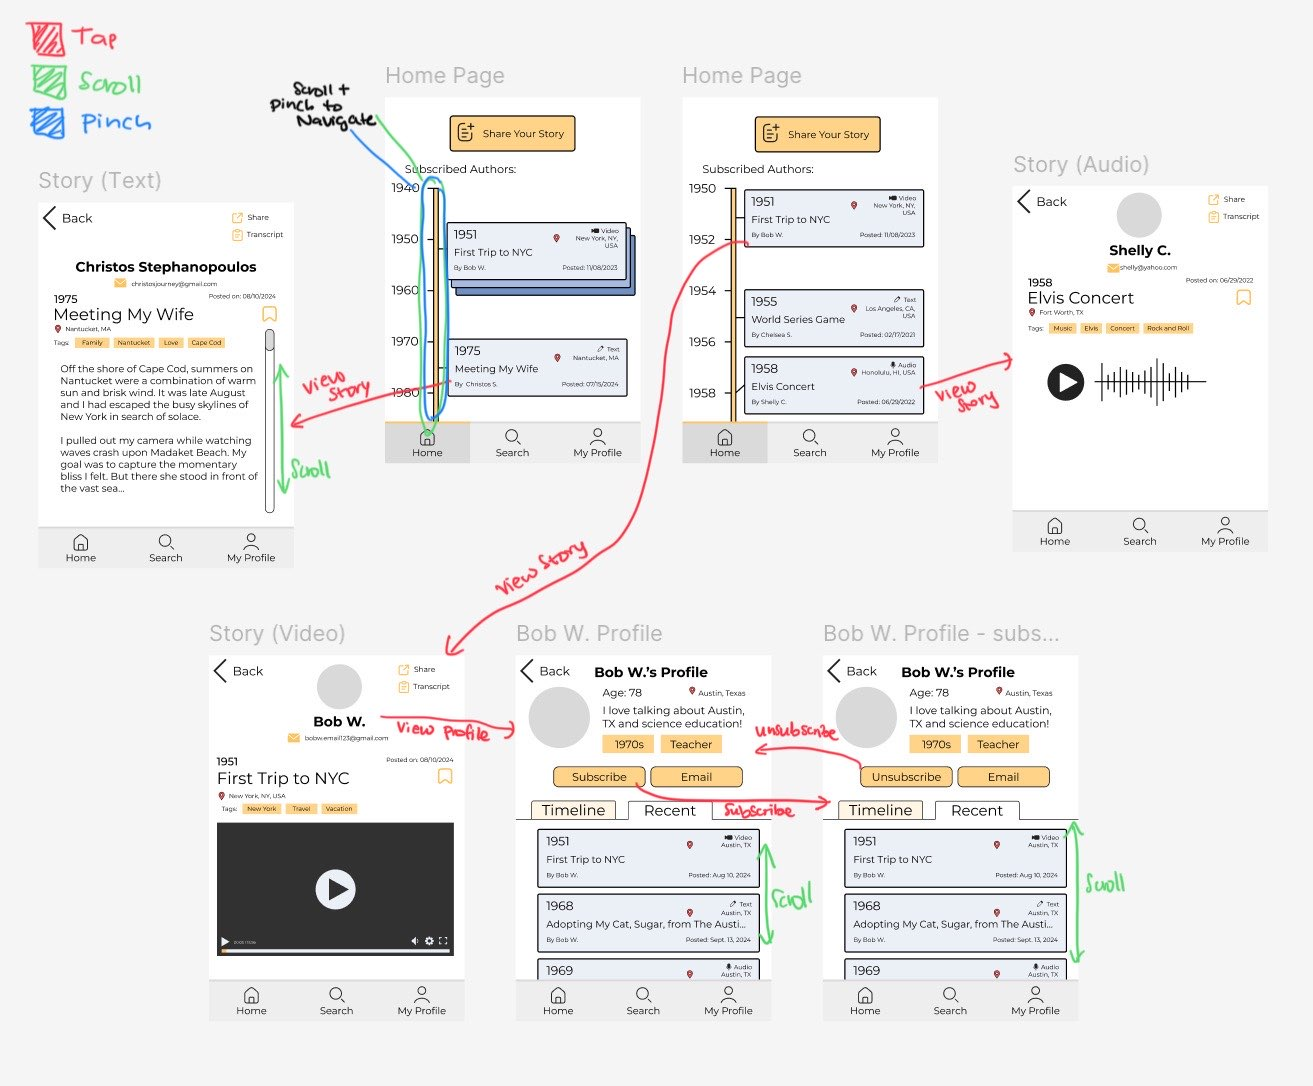 Tap
Scroll
Pinch
Scroll +
Pinch to
Navigate
Home Page
Share Your Story
Subscribed Authors:
1940
1950
1960
1970
1980
1951
Video
New York, NY,
USA
First Trip to NYC
By Bob W.
Posted: 11/08/2023
1975
Text
Nantucket, MA
Meeting My Wife
By Christos S.
Posted: 07/15/2024
Home
Search
My Profile
Home Page
Share Your Story
Subscribed Authors:
1950
1952
1954
1956
1958
1951
Video
New York, NY,
USA
First Trip to NYC
By Bob W.
Posted: 11/08/2023
1955
Text
Los Angeles, CA,
USA
World Series Game
By Chelsea S.
Posted: 02/17/2021
1958
Audio
Honolulu, HI, USA
Elvis Concert
By Shelly C.
Posted: 06/29/2022
Home
Search
My Profile
Story (Text)
Back
Share
Transcript
Christos Stephanopoulos
christosjourney@gmail.com
1975
Posted on: 08/10/2024
Meeting My Wife
Nantucket, MA
Tags: Family Nantucket Love Cape Cod
Off the shore of Cape Cod, summers on
Nantucket were a combination of warm
sun and brisk wind. It was late August
and I had escaped the busy skylines of
New York in search of solace.
I pulled out my camera while watching
waves crash upon Madaket Beach. My
goal was to capture the momentary
bliss I felt. But there she stood in front of
the vast sea...
Scroll
View
Story
Home
Search
My Profile
Story (Audio)
Back
Share
Transcript
Shelly C.
shelly@yahoo.com
1958
Posted on: 06/29/2022
Elvis Concert
Fort Worth, TX
Tags: Music Elvis Concert Rock and Roll
View
Story
Home
Search
My Profile
View Story
Story (Video)
Back
Share
Transcript
Bob W.
bobw.email123@gmail.com
View Profile
1951
Posted on: 08/10/2024
First Trip to NYC
New York, NY, USA
Tags: New York Travel Vacation
Home
Search
My Profile
Bob W. Profile
Back
Bob W.'s Profile
Age: 78
Austin, Texas
I love talking about Austin,
TX and science education!
1970s
Teacher
Subscribe
Email
Subscribe
Timeline
Recent
1951
Video
Austin, TX
First Trip to NYC
By Bob W.
Posted: Aug 10, 2024
1968
Text
Austin, TX
Adopting My Cat, Sugar, from The Austi...
By Bob W.
Posted: Sept. 13, 2024
1969
Audio
Austin, TX
Scroll
Home
Search
My Profile
Bob W. Profile - subs...
Back
Bob W.'s Profile
Age: 78
Austin, Texas
I love talking about Austin,
TX and science education!
1970s
Teacher
Unsubscribe
Unsubscribe
Email
Timeline
Recent
1951
Video
Austin, TX
First Trip to NYC
By Bob W.
Posted: Aug 10, 2024
1968
Text
Austin, TX
Adopting My Cat, Sugar, from The Austi...
By Bob W.
Posted: Sept. 13, 2024
1969
Audio
Austin, TX
Scroll
Home
Search
My Profile